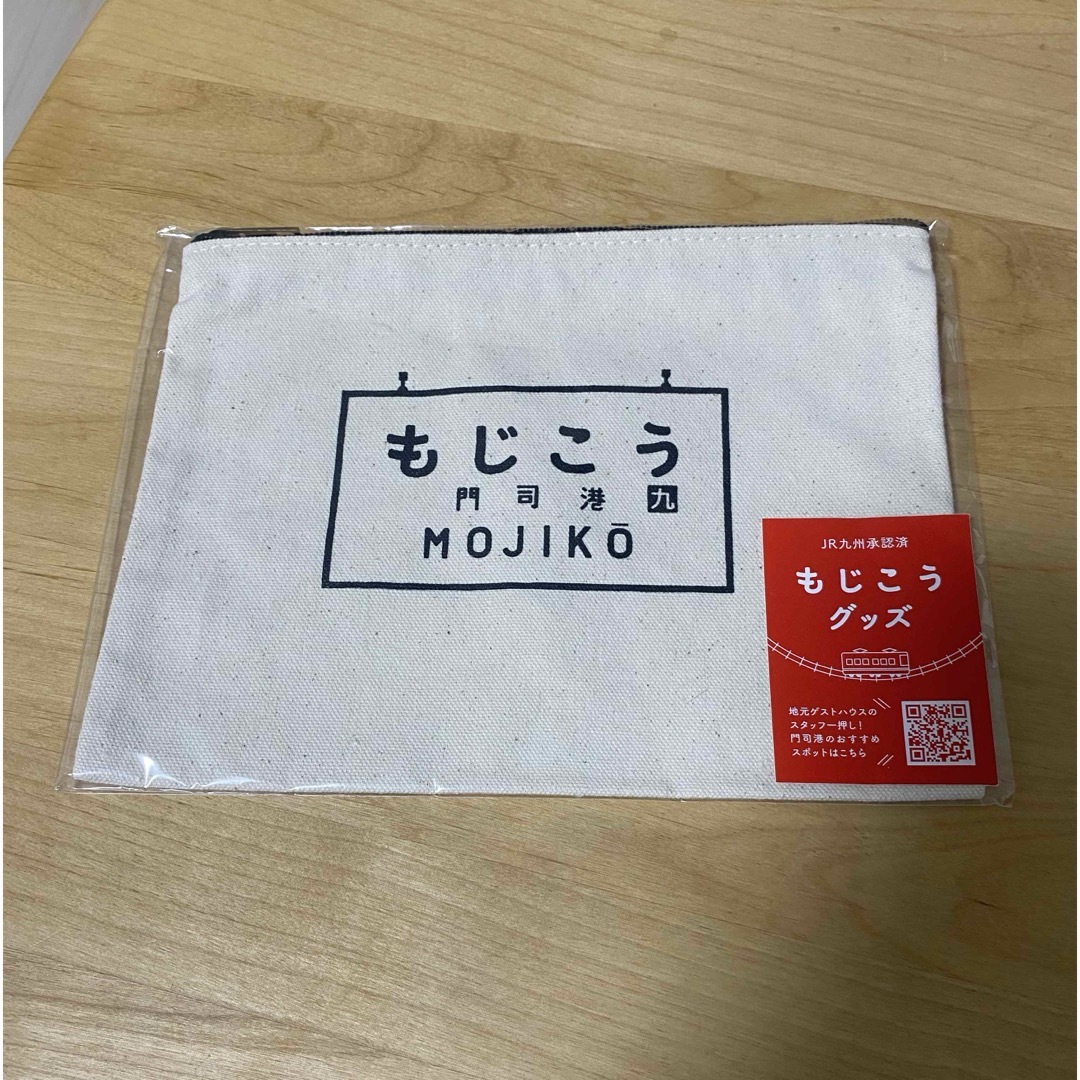 もじこう
門司港 九
MOJIKŌ
JR九州承認済
もじこう
グッズ
地元ゲストハウスの
スタッフ一押し!
門司港のおすすめ
スポットはこちら